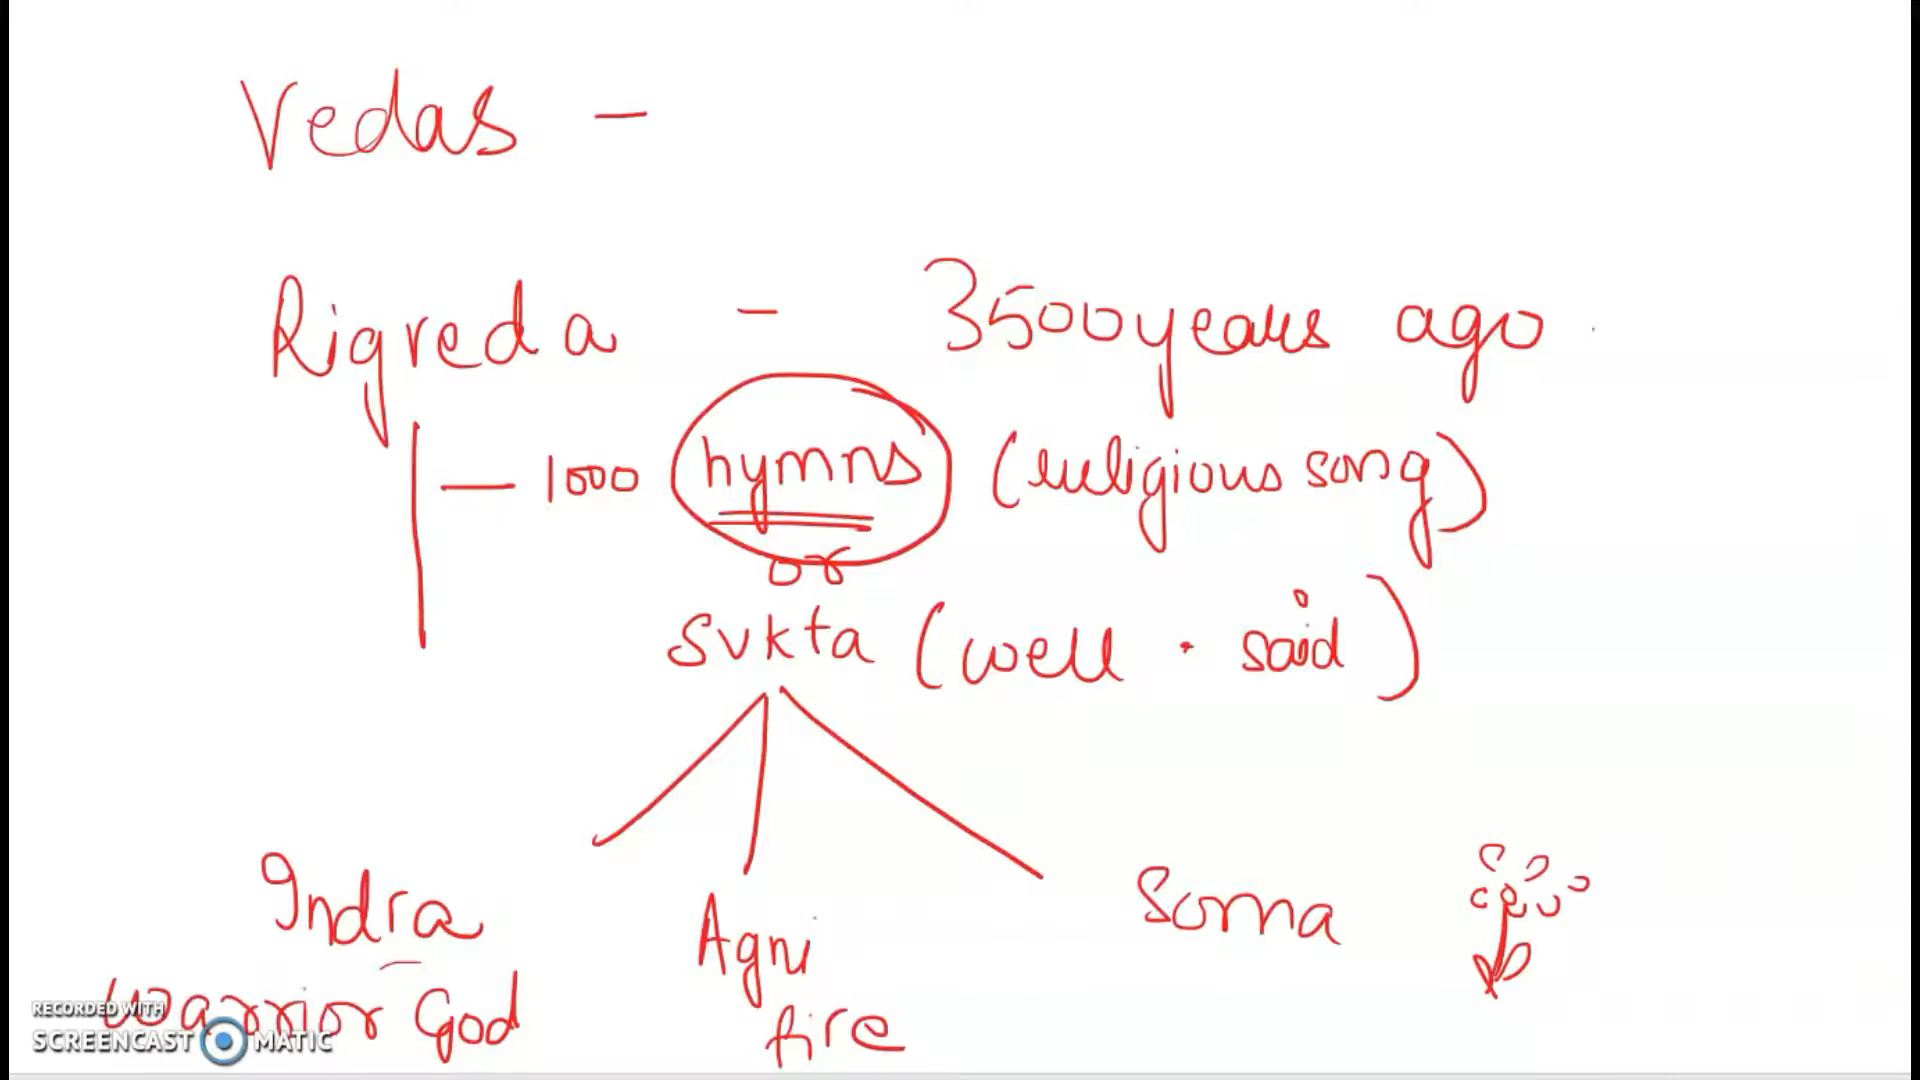 Vedas -
Rigveda - 3500 years ago
- 1000 hymns (religious song)
or
Sukta (well - said)
Indra Agni Soma
warrior God fire
RECORDED WITH
SCREENCAST MATIC